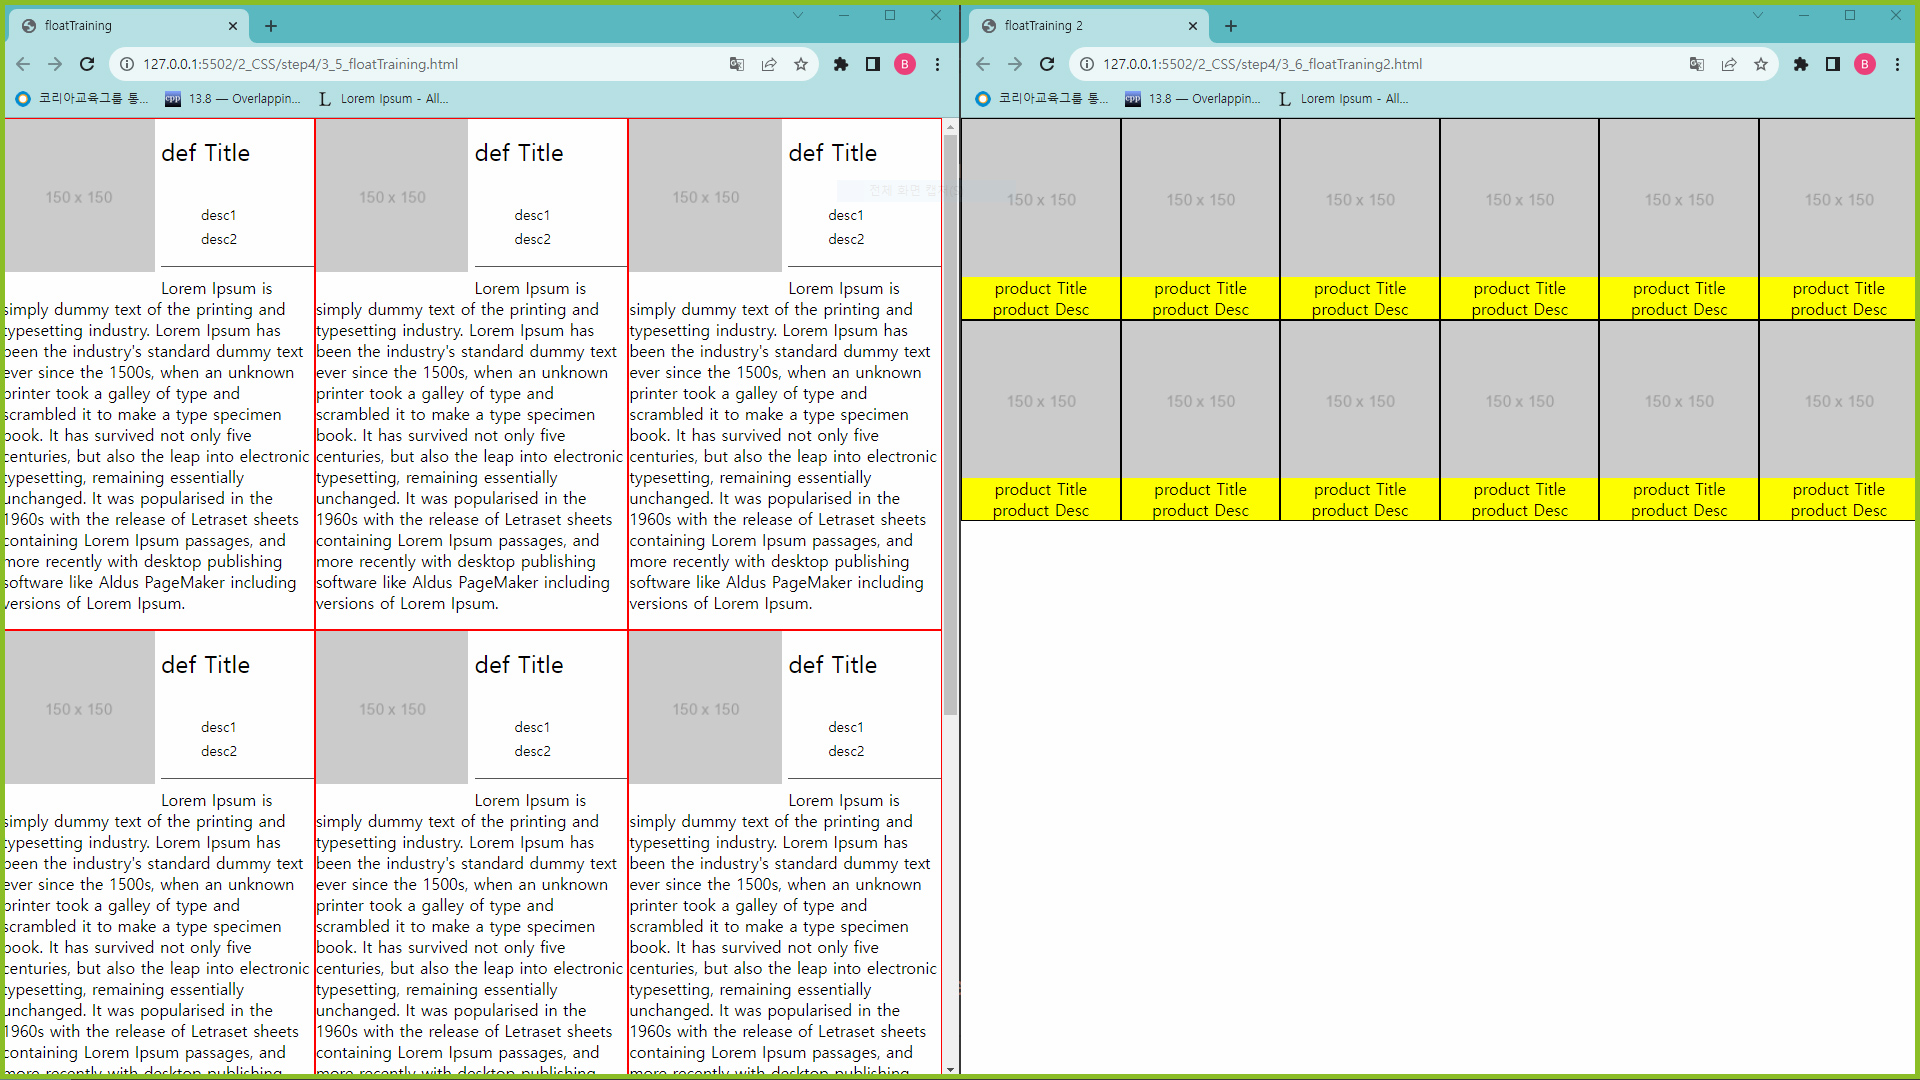 floatTraining
127.0.0.1:5502/2_CSS/step4/3_5_floatTraining.html
B
코리아교육그룹 통...
cpp
13.8 — Overlappin...
L
Lorem Ipsum - All...
150 x 150
def Title
desc1
desc2
Lorem Ipsum is
simply dummy text of the printing and
typesetting industry. Lorem Ipsum has
been the industry's standard dummy text
ever since the 1500s, when an unknown
printer took a galley of type and
scrambled it to make a type specimen
book. It has survived not only five
centuries, but also the leap into electronic
typesetting, remaining essentially
unchanged. It was popularised in the
1960s with the release of Letraset sheets
containing Lorem Ipsum passages, and
more recently with desktop publishing
software like Aldus PageMaker including
versions of Lorem Ipsum.
150 x 150
def Title
desc1
desc2
Lorem Ipsum is
simply dummy text of the printing and
typesetting industry. Lorem Ipsum has
been the industry's standard dummy text
ever since the 1500s, when an unknown
printer took a galley of type and
scrambled it to make a type specimen
book. It has survived not only five
centuries, but also the leap into electronic
typesetting, remaining essentially
unchanged. It was popularised in the
1960s with the release of Letraset sheets
containing Lorem Ipsum passages, and
more recently with desktop publishing
software like Aldus PageMaker including
versions of Lorem Ipsum.
150 x 150
def Title
desc1
desc2
Lorem Ipsum is
simply dummy text of the printing and
typesetting industry. Lorem Ipsum has
been the industry's standard dummy text
ever since the 1500s, when an unknown
printer took a galley of type and
scrambled it to make a type specimen
book. It has survived not only five
centuries, but also the leap into electronic
typesetting, remaining essentially
unchanged. It was popularised in the
1960s with the release of Letraset sheets
containing Lorem Ipsum passages, and
more recently with desktop publishing
software like Aldus PageMaker including
versions of Lorem Ipsum.
150 x 150
def Title
desc1
desc2
Lorem Ipsum is
simply dummy text of the printing and
typesetting industry. Lorem Ipsum has
been the industry's standard dummy text
ever since the 1500s, when an unknown
printer took a galley of type and
scrambled it to make a type specimen
book. It has survived not only five
centuries, but also the leap into electronic
typesetting, remaining essentially
unchanged. It was popularised in the
1960s with the release of Letraset sheets
containing Lorem Ipsum passages, and
more recently with desktop publishing
150 x 150
def Title
desc1
desc2
Lorem Ipsum is
simply dummy text of the printing and
typesetting industry. Lorem Ipsum has
been the industry's standard dummy text
ever since the 1500s, when an unknown
printer took a galley of type and
scrambled it to make a type specimen
book. It has survived not only five
centuries, but also the leap into electronic
typesetting, remaining essentially
unchanged. It was popularised in the
1960s with the release of Letraset sheets
containing Lorem Ipsum passages, and
more recently with desktop publishing
150 x 150
def Title
desc1
desc2
Lorem Ipsum is
simply dummy text of the printing and
typesetting industry. Lorem Ipsum has
been the industry's standard dummy text
ever since the 1500s, when an unknown
printer took a galley of type and
scrambled it to make a type specimen
book. It has survived not only five
centuries, but also the leap into electronic
typesetting, remaining essentially
unchanged. It was popularised in the
1960s with the release of Letraset sheets
containing Lorem Ipsum passages, and
more recently with desktop publishing
전체 화면 캡처
floatTraining 2
127.0.0.1:5502/2_CSS/step4/3_6_floatTraning2.html
B
코리아교육그룹 통...
cpp
13.8 — Overlappin...
L
Lorem Ipsum - All...
150 x 150 150 x 150 150 x 150 150 x 150 150 x 150 150 x 150
product Title product Title product Title product Title product Title product Title
product Desc product Desc product Desc product Desc product Desc product Desc
150 x 150 150 x 150 150 x 150 150 x 150 150 x 150 150 x 150
product Title product Title product Title product Title product Title product Title
product Desc product Desc product Desc product Desc product Desc product Desc